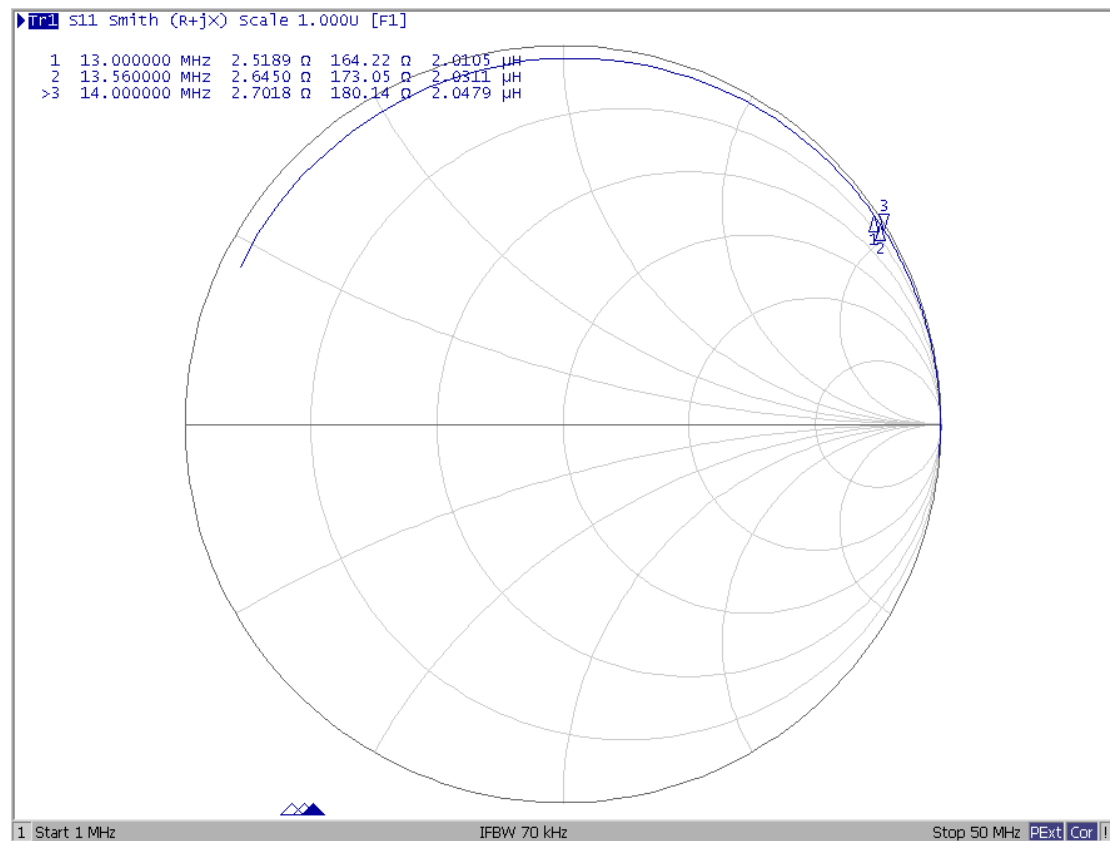 Tr1 S11 Smith (R+jX) Scale 1.000U [F1]
1 13.000000 MHz 2.5189 Ω 164.22 Ω 2.0105 µH
2 13.560000 MHz 2.6450 Ω 173.05 Ω 2.0311 µH
>3 14.000000 MHz 2.7018 Ω 180.14 Ω 2.0479 µH
3
1
2
1 Start 1 MHz IFBW 70 kHz Stop 50 MHz PExt Cor !